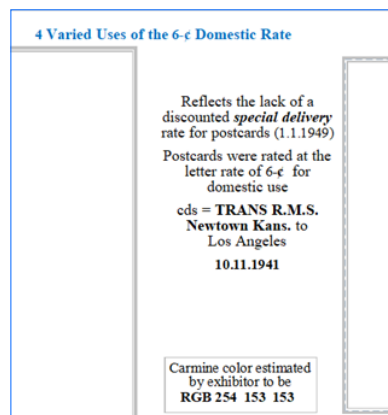 4 Varied Uses of the 6-¢ Domestic Rate
Reflects the lack of a
discounted special delivery
rate for postcards (1.1.1949)
Postcards were rated at the
letter rate of 6-¢ for
domestic use
cds = TRANS R.M.S.
Newtown Kans. to
Los Angeles
10.11.1941
Carmine color estimated
by exhibitor to be
RGB 254 153 153